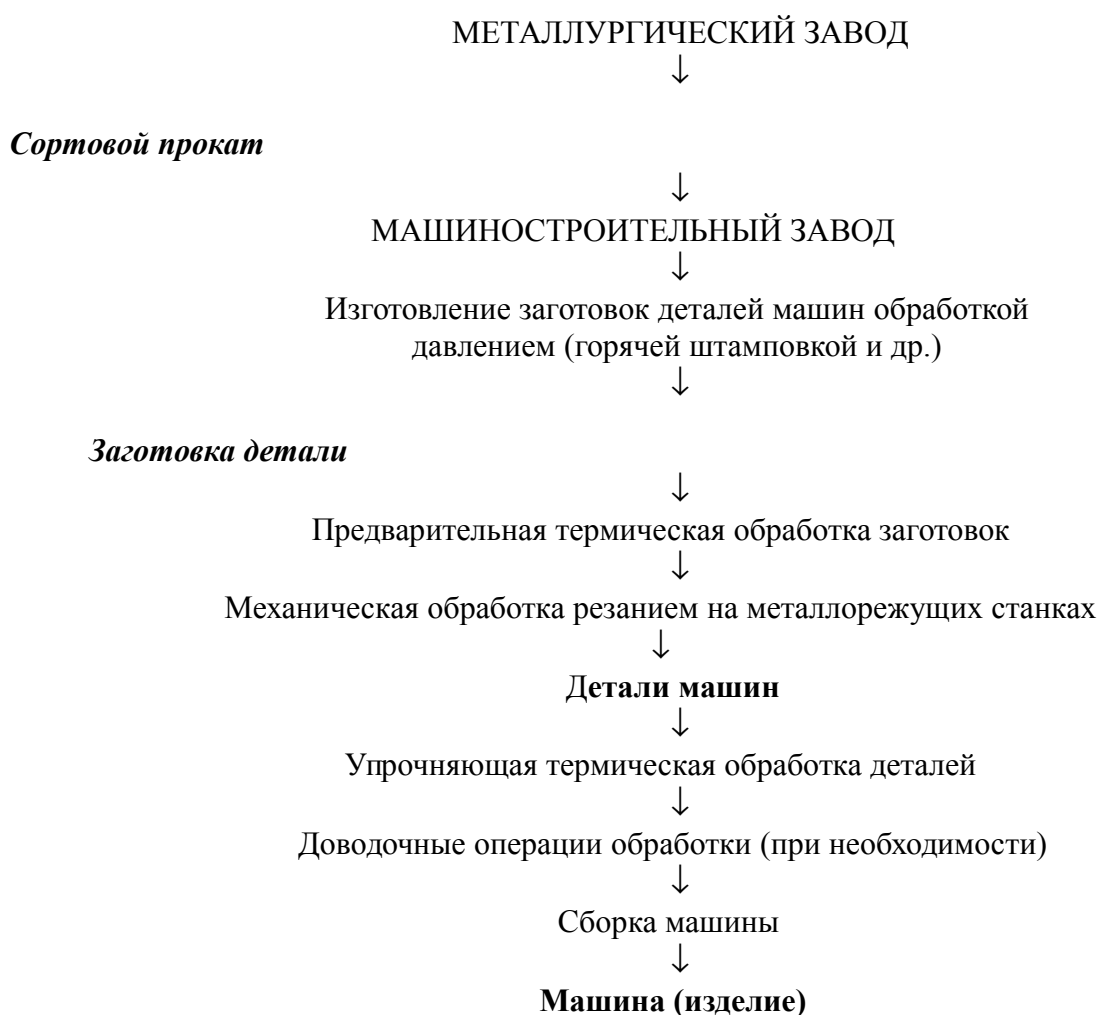 МЕТАЛЛУРГИЧЕСКИЙ ЗАВОД
↓
Сортовой прокат
↓
МАШИНОСТРОИТЕЛЬНЫЙ ЗАВОД
↓
Изготовление заготовок деталей машин обработкой
давлением (горячей штамповкой и др.)
↓
Заготовка детали
↓
Предварительная термическая обработка заготовок
↓
Механическая обработка резанием на металлорежущих станках
↓
Детали машин
↓
Упрочняющая термическая обработка деталей
↓
Доводочные операции обработки (при необходимости)
↓
Сборка машины
↓
Машина (изделие)